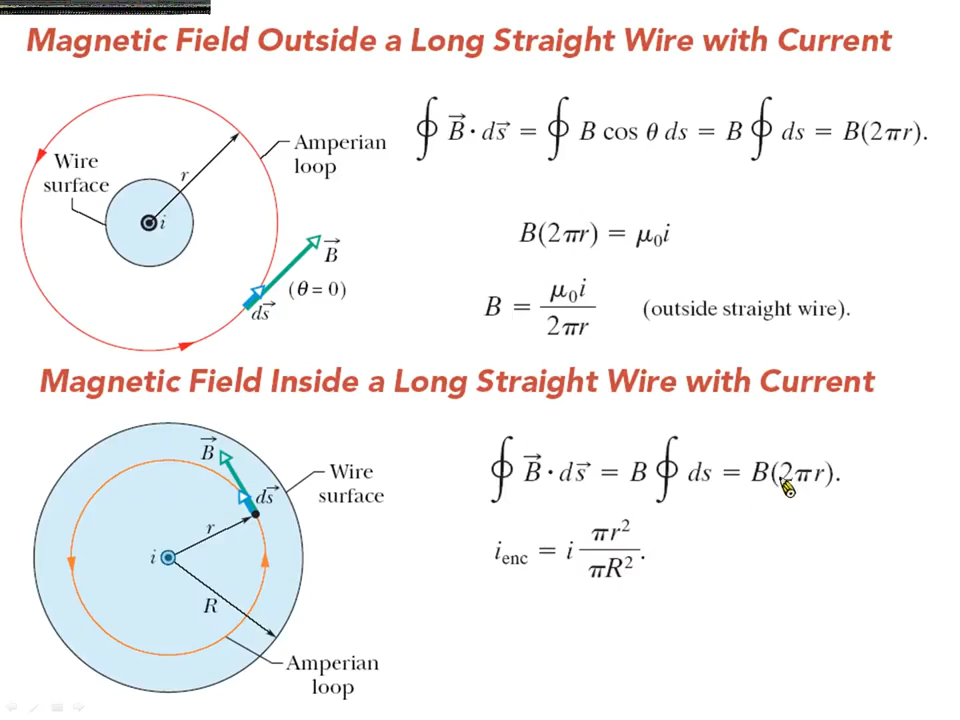 Magnetic Field Outside a Long Straight Wire with Current
∮ B⃗ · ds⃗ = ∮ B cos θ ds = B ∮ ds = B(2πr).
Amperian
loop
Wire
surface
r
i
B⃗
(θ = 0)
ds⃗
B(2πr) = μ₀i
B = μ₀i / 2πr (outside straight wire).
Magnetic Field Inside a Long Straight Wire with Current
B⃗
ds⃗
Wire
surface
r
i
R
Amperian
loop
∮ B⃗ · ds⃗ = B ∮ ds = B(2πr).
i_enc = i πr² / πR² .